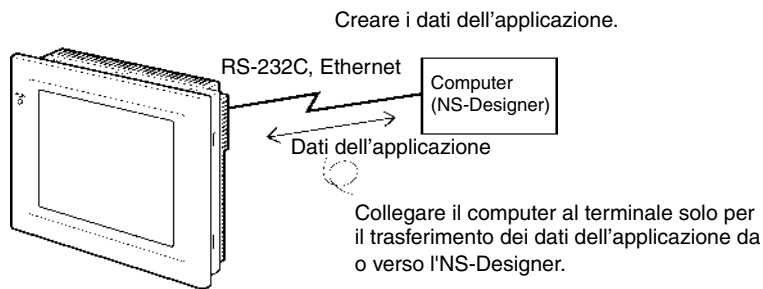 Creare i dati dell'applicazione.
RS-232C, Ethernet
Computer
(NS-Designer)
Dati dell'applicazione
Collegare il computer al terminale solo per
il trasferimento dei dati dell'applicazione da
o verso l'NS-Designer.